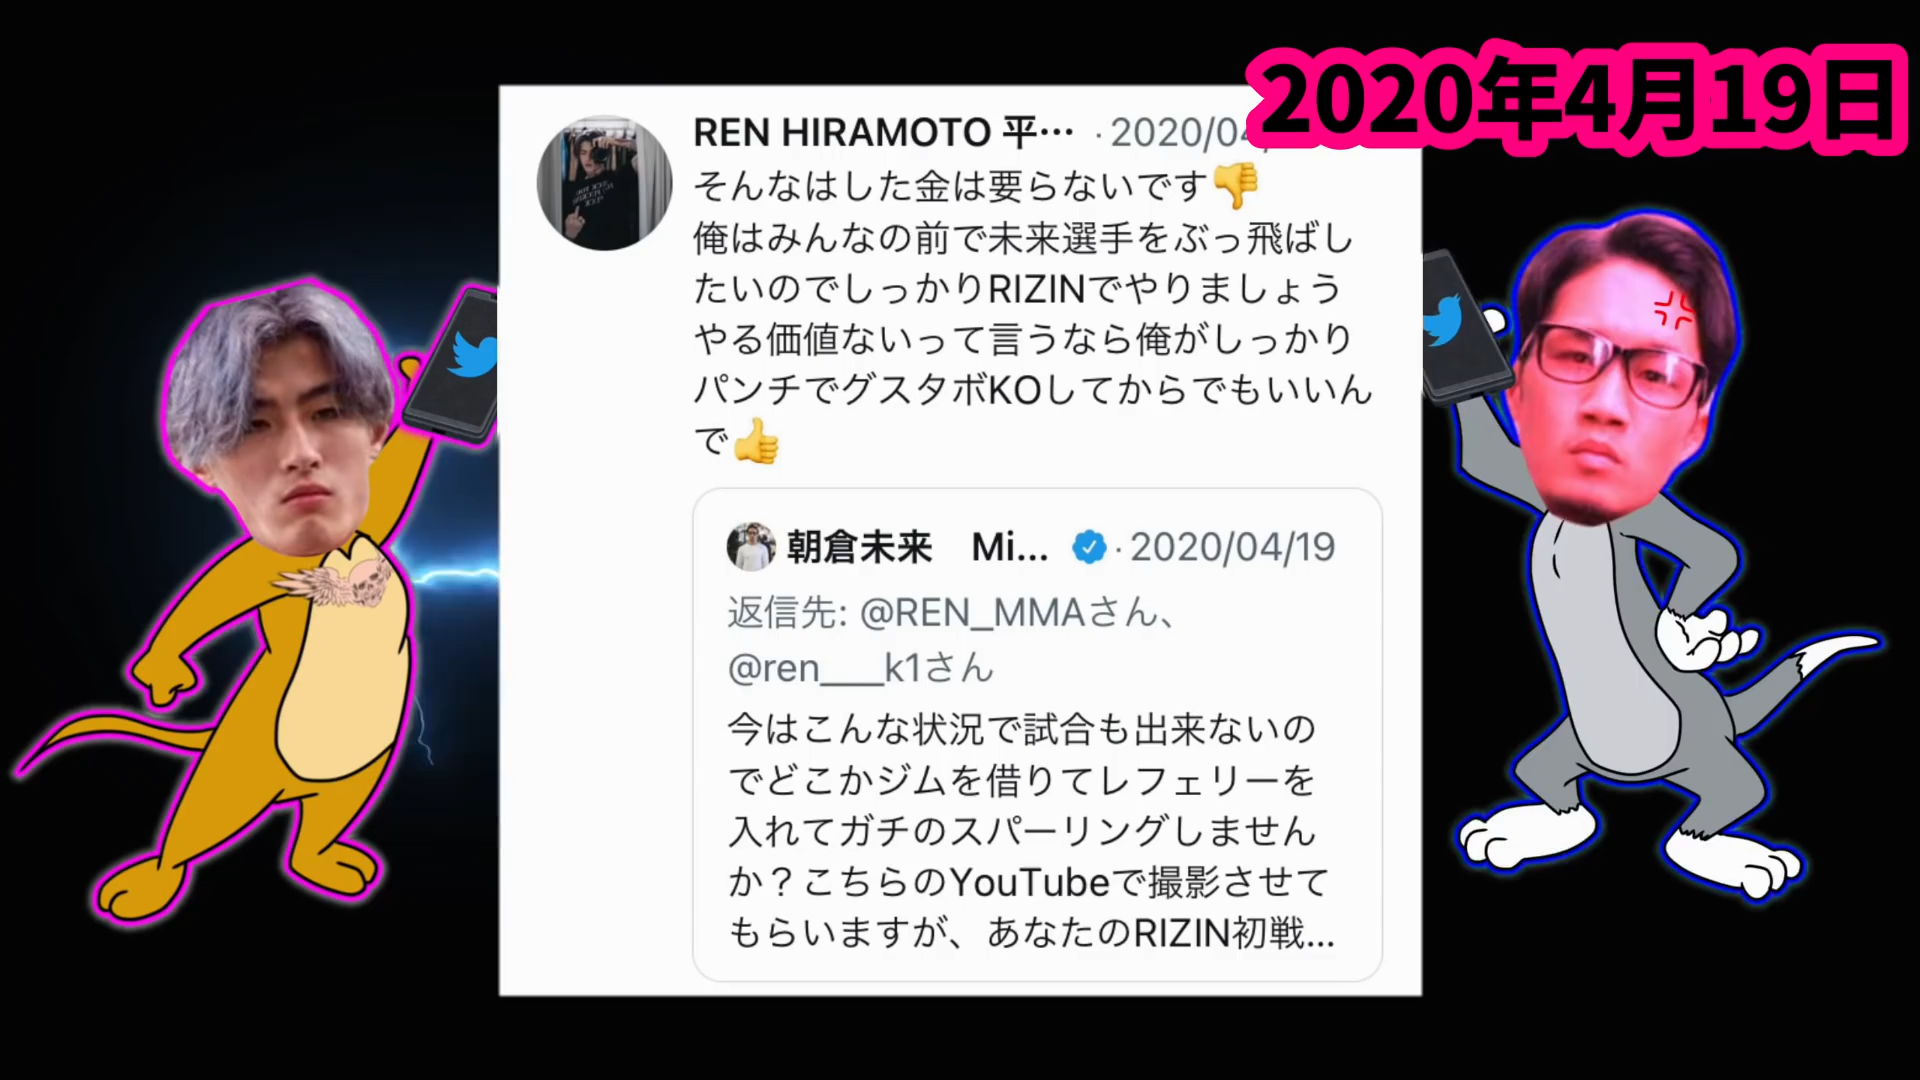 2020年4月19日
REN HIRAMOTO 平… · 2020/04/
そんなはした金は要らないです👎
俺はみんなの前で未来選手をぶっ飛ばし
たいのでしっかりRIZINでやりましょう
やる価値ないって言うなら俺がしっかり
パンチでグスタボKOしてからでもいいん
で👍
朝倉未来　Mi... · 2020/04/19
返信先: @REN_MMAさん、
@ren___k1さん
今はこんな状況で試合も出来ないの
でどこかジムを借りてレフェリーを
入れてガチのスパーリングしません
か？こちらのYouTubeで撮影させて
もらいますが、あなたのRIZIN初戦...